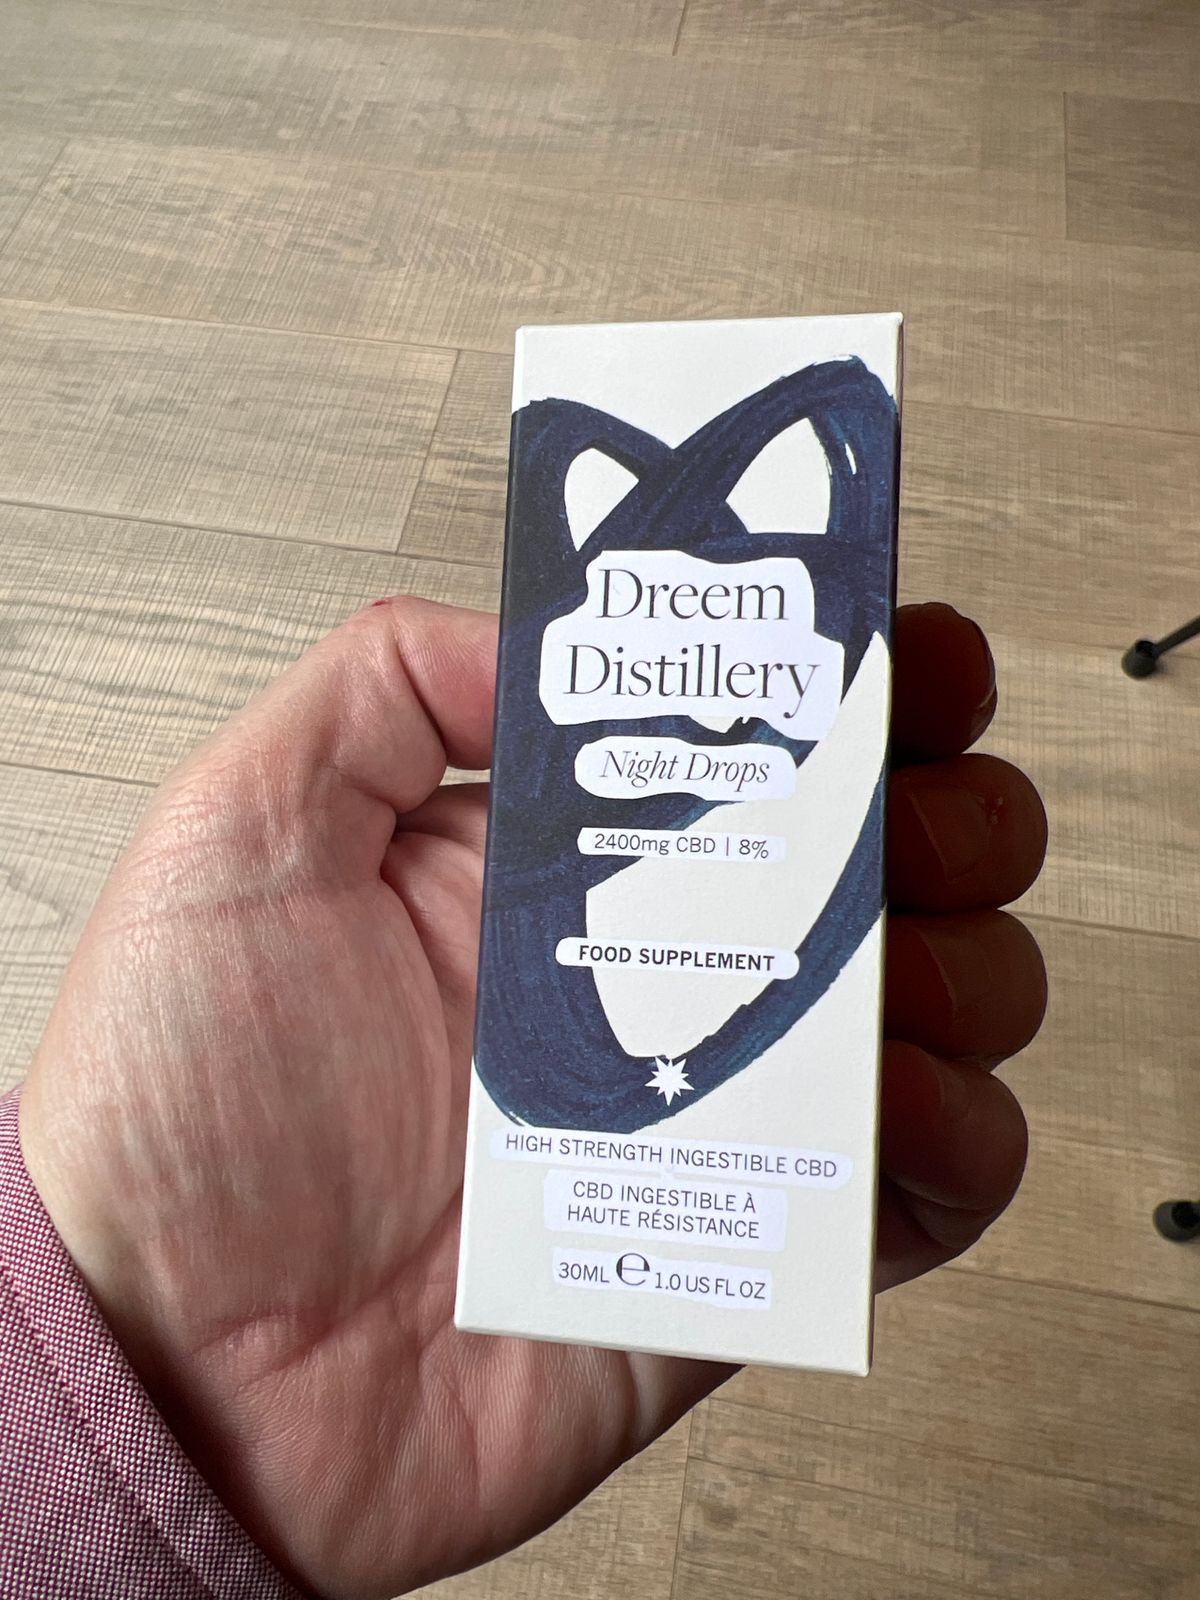 Dreem
Distillery
Night Drops
2400mg CBD | 8%
FOOD SUPPLEMENT
HIGH STRENGTH INGESTIBLE CBD
CBD INGESTIBLE À
HAUTE RÉSISTANCE
30ML ℮ 1.0 US FL OZ